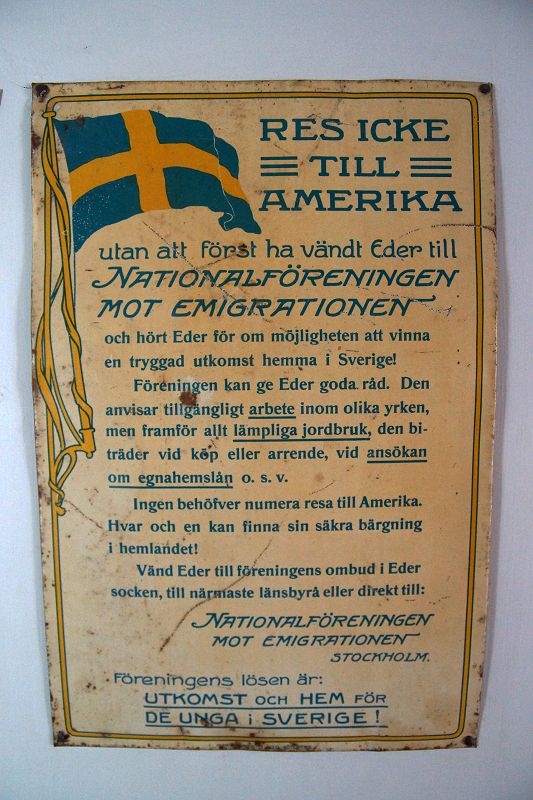 RES ICKE
TILL
AMERIKA
utan att först ha vändt Eder till
NATIONALFÖRENINGEN
MOT EMIGRATIONEN
och hört Eder för om möjligheten att vinna
en tryggad utkomst hemma i Sverige!
Föreningen kan ge Eder goda råd. Den
anvisar tillgängligt arbete inom olika yrken,
men framför allt lämpliga jordbruk, den bi-
träder vid köp eller arrende, vid ansökan
om egnahemslån o. s. v.
Ingen behöfver numera resa till Amerika.
Hvar och en kan finna sin säkra bärgning
i hemlandet!
Vänd Eder till föreningens ombud i Eder
socken, till närmaste länsbyrå eller direkt till:
NATIONALFÖRENINGEN
MOT EMIGRATIONEN
STOCKHOLM.
Föreningens lösen är:
UTKOMST OCH HEM FÖR
DE UNGA I SVERIGE!